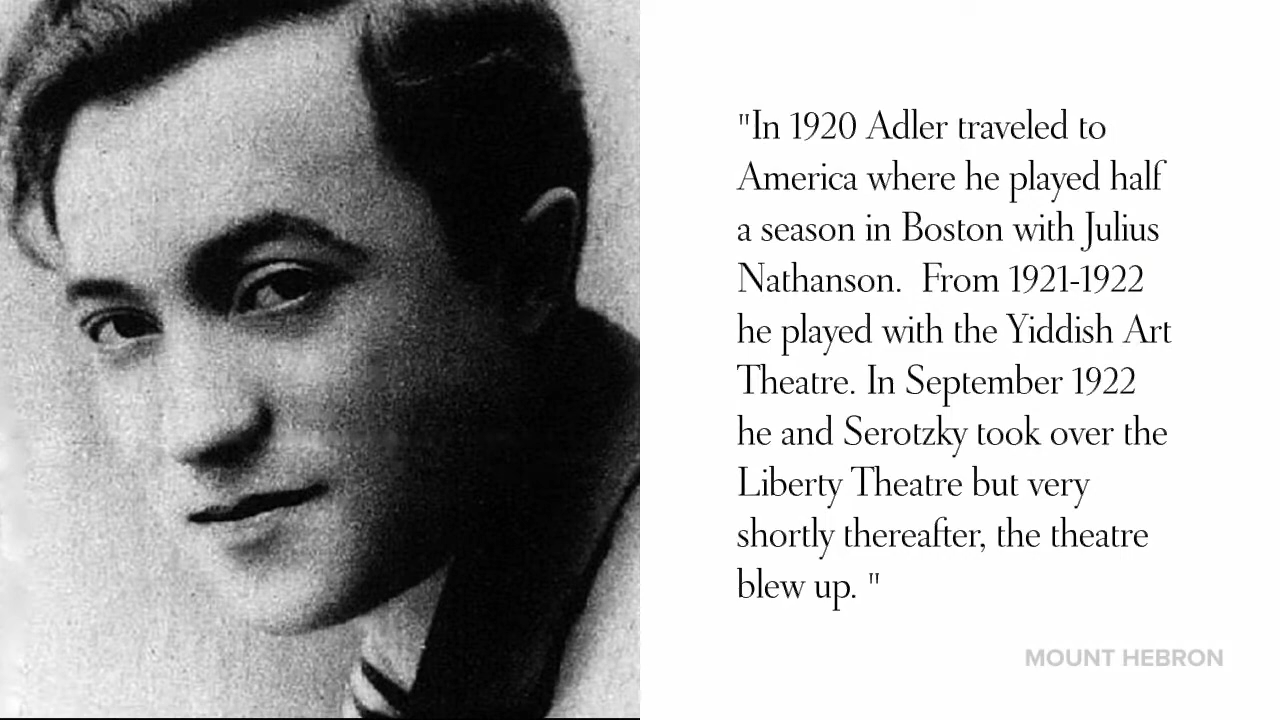 "In 1920 Adler traveled to
America where he played half
a season in Boston with Julius
Nathanson.  From 1921-1922
he played with the Yiddish Art
Theatre. In September 1922
he and Serotzky took over the
Liberty Theatre but very
shortly thereafter, the theatre
blew up. "
MOUNT HEBRON